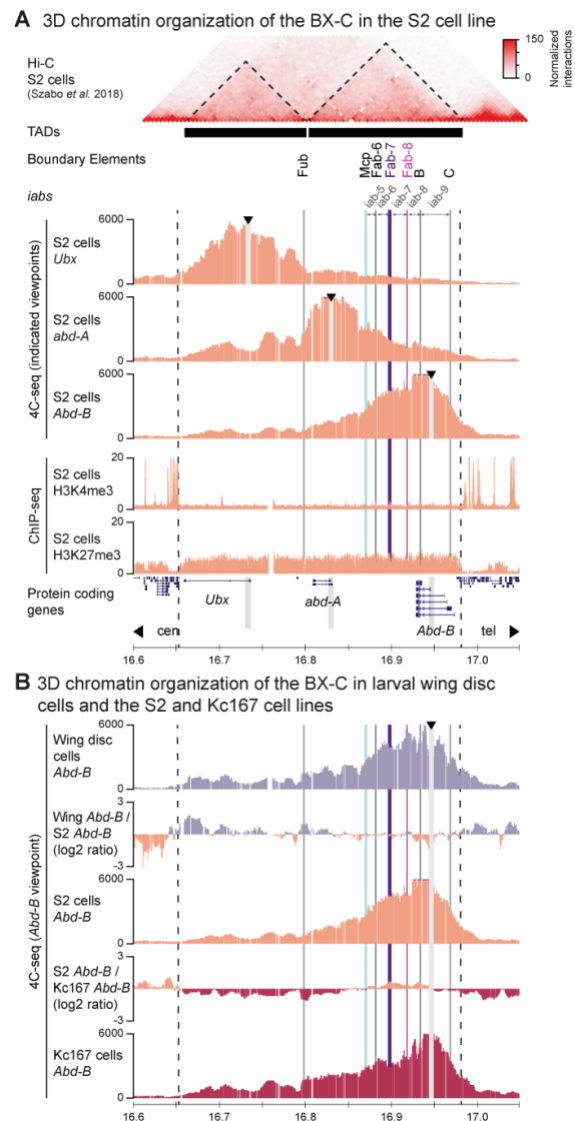 A 3D chromatin organization of the BX-C in the S2 cell line
Hi-C
S2 cells
(Szabo et al. 2018)
150
0
Normalized
interactions
TADs
Boundary Elements
Fub
Mcp
Fab-6
Fab-7
Fab-8
B
C
iabs
iab-5
iab-6
iab-7
iab-8
iab-9
4C-seq (indicated viewpoints)
6000
S2 cells
Ubx
0
6000
S2 cells
abd-A
0
6000
S2 cells
Abd-B
0
ChIP-seq
20
S2 cells
H3K4me3
0
20
S2 cells
H3K27me3
0
Protein coding
genes
Ubx
abd-A
Abd-B
cen
tel
16.6
16.7
16.8
16.9
17.0
B 3D chromatin organization of the BX-C in larval wing disc
cells and the S2 and Kc167 cell lines
4C-seq (Abd-B viewpoint)
6000
Wing disc
cells
Abd-B
0
3
Wing Abd-B /
S2 Abd-B
(log2 ratio)
-3
6000
S2 cells
Abd-B
0
3
S2 Abd-B /
Kc167 Abd-B
(log2 ratio)
-3
6000
Kc167 cells
Abd-B
0
16.6
16.7
16.8
16.9
17.0